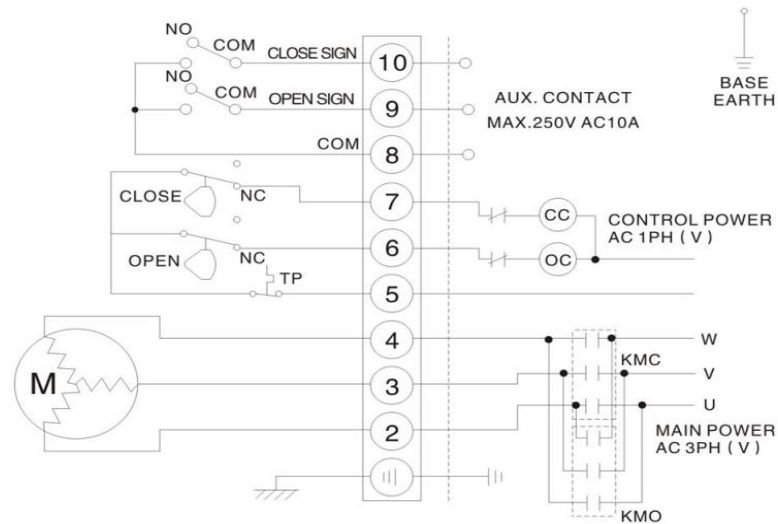 NO
COM
CLOSE SIGN
10
NO
COM
OPEN SIGN
9
AUX. CONTACT
MAX.250V AC10A
BASE
EARTH
COM
8
CLOSE
NC
7
CC
CONTROL POWER
AC 1PH ( V )
OPEN
NC
6
OC
TP
5
4
W
KMC
M
3
V
U
2
MAIN POWER
AC 3PH ( V )
KMO